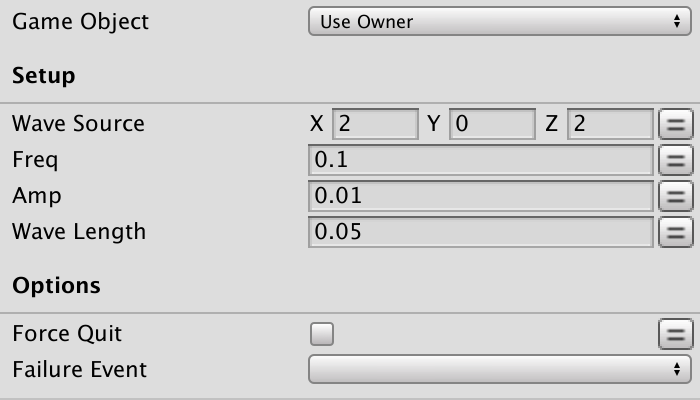 Game Object Use Owner
Setup
Wave Source X 2 Y 0 Z 2
Freq 0.1
Amp 0.01
Wave Length 0.05
Options
Force Quit
Failure Event